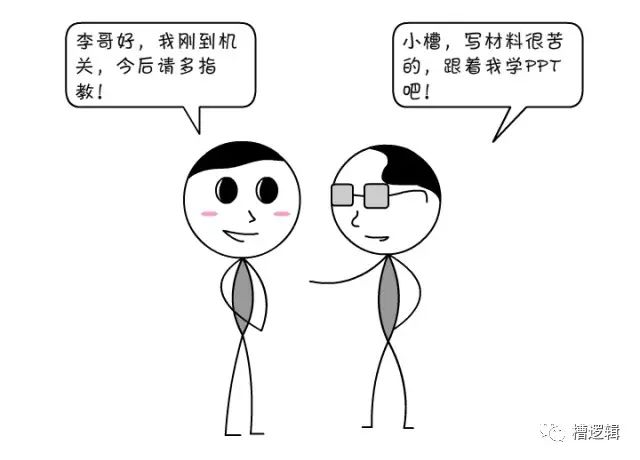 李哥好，我刚到机
关，今后请多指
教！
小槽，写材料很苦
的，跟着我学PPT
吧！
槽逻辑